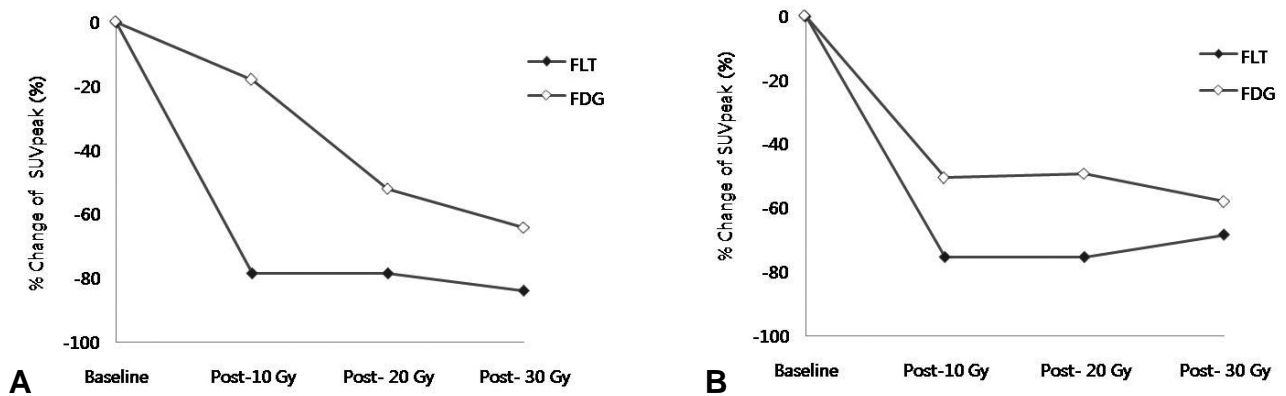 % Change of SUVpeak (%)
0
-20
-40
-60
-80
-100
FLT
FDG
Baseline
Post-10 Gy
Post- 20 Gy
Post- 30 Gy
A
% Change of SUVpeak (%)
0
-20
-40
-60
-80
-100
FLT
FDG
Baseline
Post-10 Gy
Post- 20 Gy
Post- 30 Gy
B